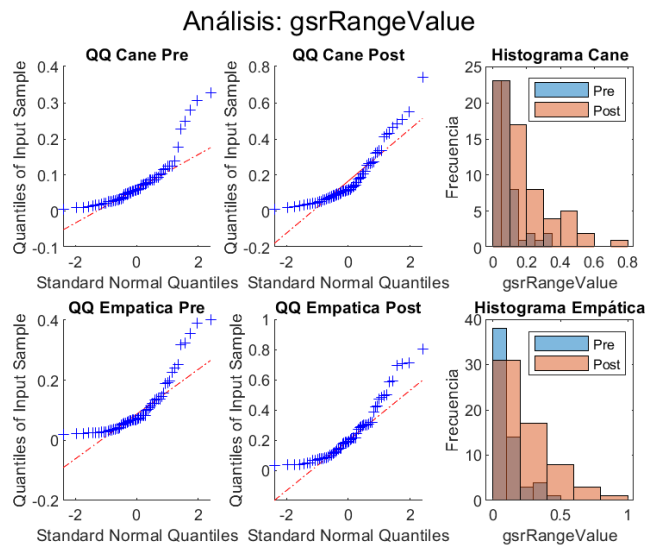 Análisis: gsrRangeValue
QQ Cane Pre
Quantiles of Input Sample
0.4
0.3
0.2
0.1
0
-0.1
-2
0
2
Standard Normal Quantiles
QQ Cane Post
Quantiles of Input Sample
0.8
0.6
0.4
0.2
0
-0.2
-2
0
2
Standard Normal Quantiles
Histograma Cane
Frecuencia
25
20
15
10
5
0
Pre
Post
0
0.2
0.4
0.6
0.8
gsrRangeValue
QQ Empatica Pre
Quantiles of Input Sample
0.4
0.2
0
-0.2
-2
0
2
Standard Normal Quantiles
QQ Empatica Post
Quantiles of Input Sample
1
0.8
0.6
0.4
0.2
0
-2
0
2
Standard Normal Quantiles
Histograma Empática
Frecuencia
40
30
20
10
0
Pre
Post
0
0.5
1
gsrRangeValue